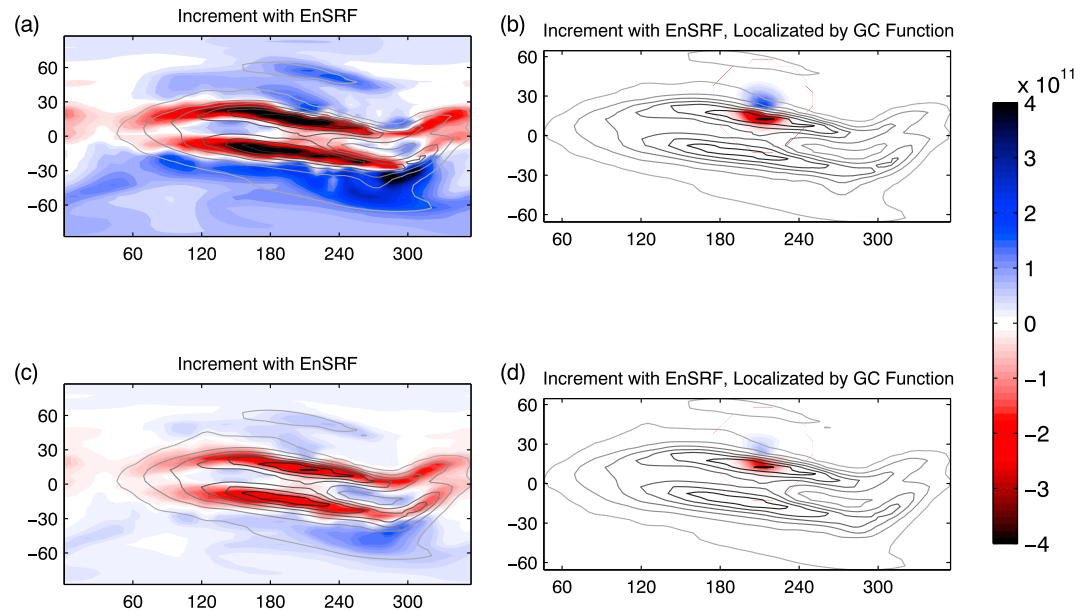 (a)
Increment with EnSRF
60
30
0
−30
−60
60 120 180 240 300
(b)
Increment with EnSRF, Localizated by GC Function
60
30
0
−30
−60
60 120 180 240 300
x 10¹¹
4
3
2
1
0
−1
−2
−3
−4
(c)
Increment with EnSRF
60
30
0
−30
−60
60 120 180 240 300
(d)
Increment with EnSRF, Localizated by GC Function
60
30
0
−30
−60
60 120 180 240 300